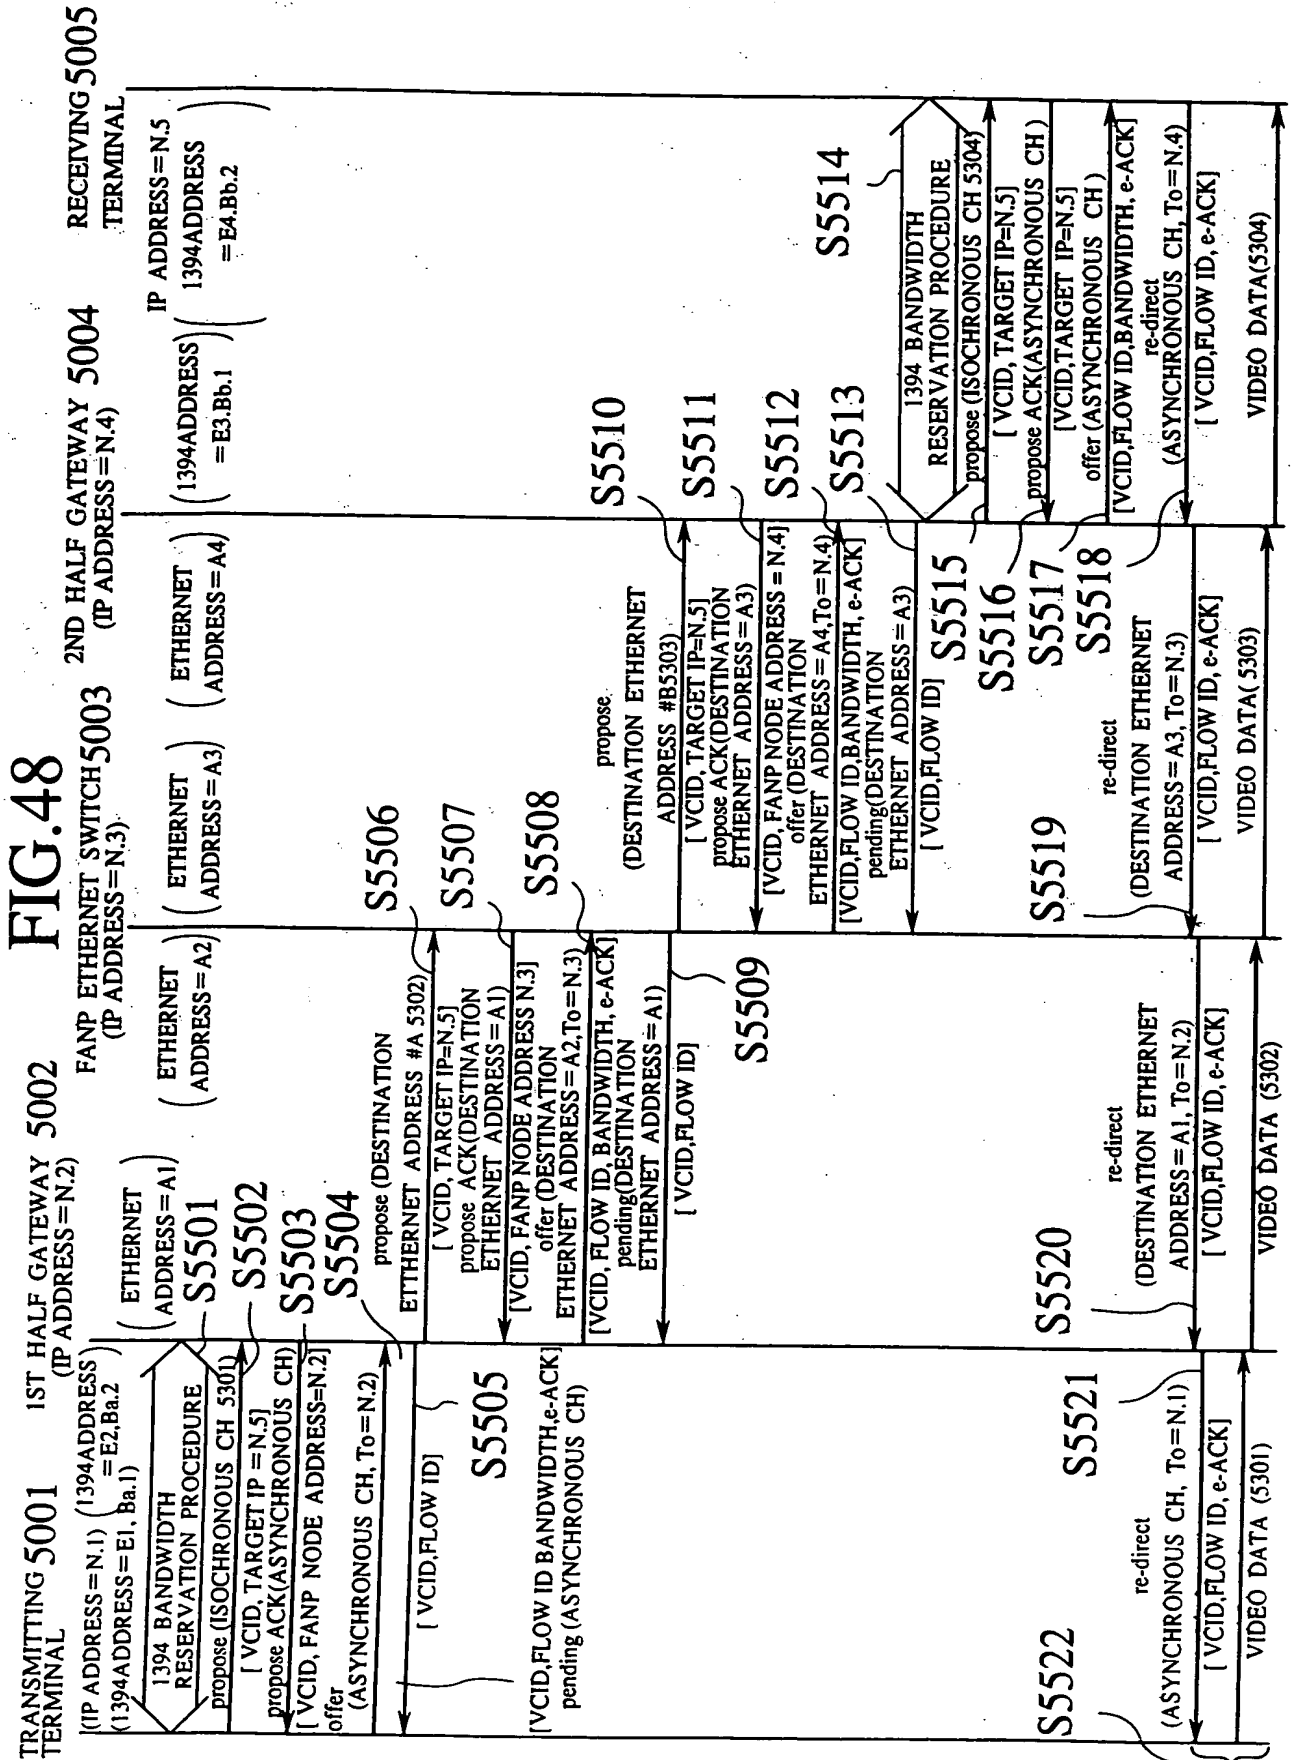 FIG.48
TRANSMITTING 5001
TERMINAL
(IP ADDRESS=N.1)
(1394ADDRESS=E1, Ba.1)
1ST HALF GATEWAY 5002
(IP ADDRESS=N.2)
(1394ADDRESS
=E2,Ba.2
(ETHERNET
ADDRESS=A1)
FANP ETHERNET SWITCH 5003
(IP ADDRESS=N.3)
(ETHERNET
ADDRESS=A2)
(ETHERNET
ADDRESS=A3)
2ND HALF GATEWAY 5004
(IP ADDRESS=N.4)
(ETHERNET
ADDRESS=A4)
(1394ADDRESS
=E3.Bb.1)
RECEIVING 5005
TERMINAL
IP ADDRESS=N.5
(1394ADDRESS
=E4.Bb.2)
1394 BANDWIDTH
RESERVATION PROCEDURE
S5501
propose (ISOCHRONOUS CH 5301)
S5502
[ VCID, TARGET IP =N.5]
propose ACK(ASYNCHRONOUS CH)
S5503
[ VCID, FANP NODE ADDRESS=N.2]
offer
(ASYNCHRONOUS CH, To=N.2)
S5504
[ VCID,FLOW ID]
S5505
[VCID,FLOW ID BANDWIDTH,e-ACK]
pending (ASYNCHRONOUS CH)
propose (DESTINATION
ETTHERNET ADDRESS #A 5302)
S5506
[ VCID, TARGET IP=N.5]
propose ACK(DESTINATION
ETHERNET ADDRESS=A1)
S5507
[VCID, FANP NODE ADDRESS N.3]
offer (DESTINATION
ETHERNET ADDRESS=A2,To=N.3)
S5508
[VCID, FLOW ID, BANDWIDTH, e-ACK]
pending(DESTINATION
ETHERNET ADDRESS=A1)
[ VCID,FLOW ID]
S5509
propose
(DESTINATION ETHERNET
ADDRESS #B5303)
S5510
[ VCID, TARGET IP=N.5]
propose ACK(DESTINATION
ETHERNET ADDRESS=A3)
S5511
[VCID, FANP NODE ADDRESS = N.4]
offer (DESTINATION
ETHERNET ADDRESS=A4,To=N.4)
S5512
[VCID,FLOW ID,BANDWIDTH, e-ACK]
pending(DESTINATION
ETHERNET ADDRESS=A3)
S5513
[ VCID,FLOW ID]
S5514
1394 BANDWIDTH
RESERVATION PROCEDURE
propose (ISOCHRONOUS CH 5304)
S5515
[ VCID, TARGET IP=N.5]
propose ACK(ASYNCHRONOUS CH )
S5516
[VCID,TARGET IP=N.5]
offer (ASYNCHRONOUS CH )
S5517
[VCID,FLOW ID,BANDWIDTH, e-ACK]
re-direct
(ASYNCHRONOUS CH, To=N.4)
S5518
[ VCID,FLOW ID, e-ACK]
VIDEO DATA(5304)
re-direct
(DESTINATION ETHERNET
ADDRESS=A3, To=N.3)
S5519
[ VCID,FLOW ID, e-ACK]
VIDEO DATA( 5303)
re-direct
(DESTINATION ETHERNET
ADDRESS=A1, To=N.2)
S5520
[ VCID,FLOW ID, e-ACK]
VIDEO DATA (5302)
re-direct
(ASYNCHRONOUS CH, To=N.1)
S5521
[ VCID,FLOW ID, e-ACK]
VIDEO DATA (5301)
S5522